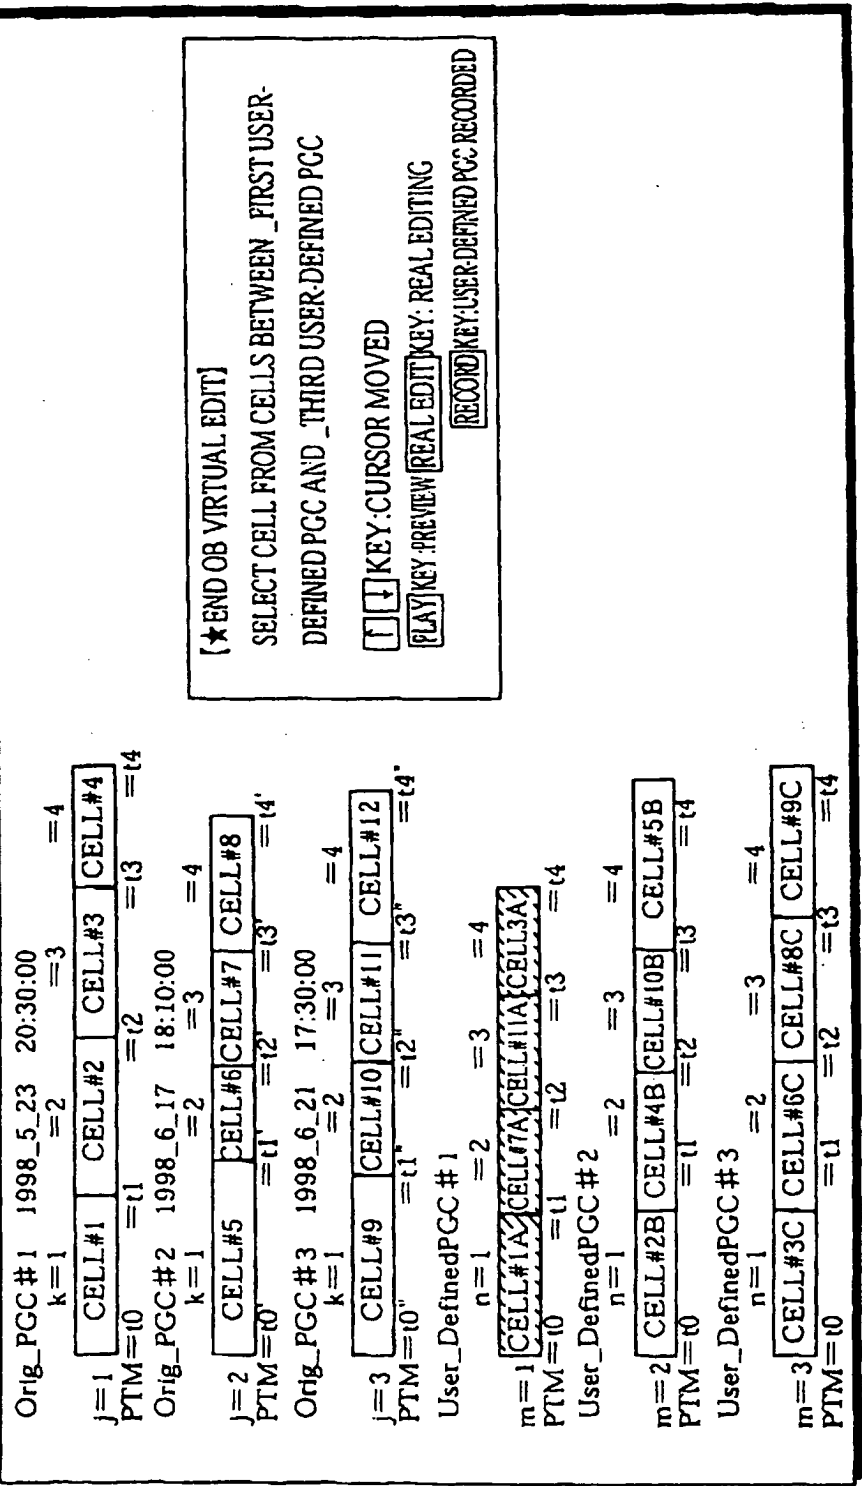 Orig_PGC#1 1998_5_23 20:30:00
k=1 =2 =3 =4
j=1 CELL#1 CELL#2 CELL#3 CELL#4
PTM=t0 =t1 =t2 =t3 =t4
Orig_PGC#2 1998_6_17 18:10:00
k=1 =2 =3 =4
j=2 CELL#5 CELL#6 CELL#7 CELL#8
PTM=t0' =t1' =t2' =t3' =t4'
Orig_PGC#3 1998_6_21 17:30:00
k=1 =2 =3 =4
j=3 CELL#9 CELL#10 CELL#11 CELL#12
PTM=t0" =t1" =t2" =t3" =t4"
User_DefinedPGC#1
n=1 =2 =3 =4
m=1 CELL#1A CELL#7A CELL#11A CELL3A
PTM=t0 =t1 =t2 =t3 =t4
User_DefinedPGC#2
n=1 =2 =3 =4
m=2 CELL#2B CELL#4B CELL#10B CELL#5B
PTM=t0 =t1 =t2 =t3 =t4
User_DefinedPGC#3
n=1 =2 =3 =4
m=3 CELL#3C CELL#6C CELL#8C CELL#9C
PTM=t0 =t1 =t2 =t3 =t4
[★END OB VIRTUAL EDIT]
SELECT CELL FROM CELLS BETWEEN _FIRST USER-
DEFINED PGC AND _THIRD USER-DEFINED PGC
↑ ↓ KEY:CURSOR MOVED
PLAY KEY:PREVIEW REAL EDIT KEY: REAL EDITING
RECORD KEY:USER-DEFINED PGC RECORDED